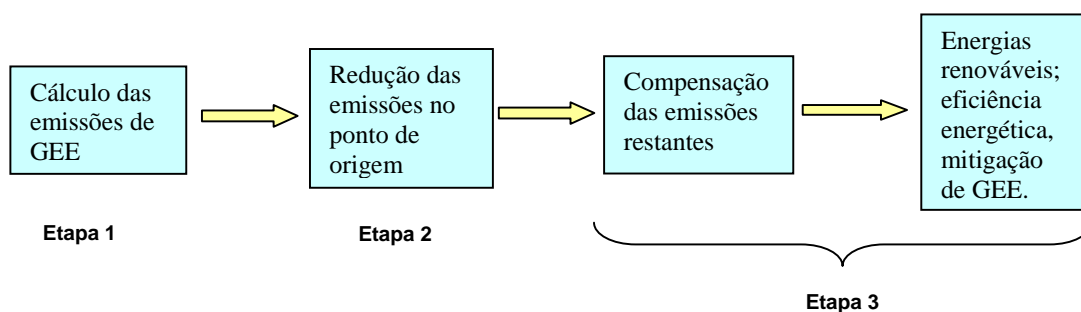 Cálculo das
emissões de
GEE
Redução das
emissões no
ponto de
origem
Compensação
das emissões
restantes
Energias
renováveis;
eficiência
energética,
mitigação
de GEE.
Etapa 1
Etapa 2
Etapa 3